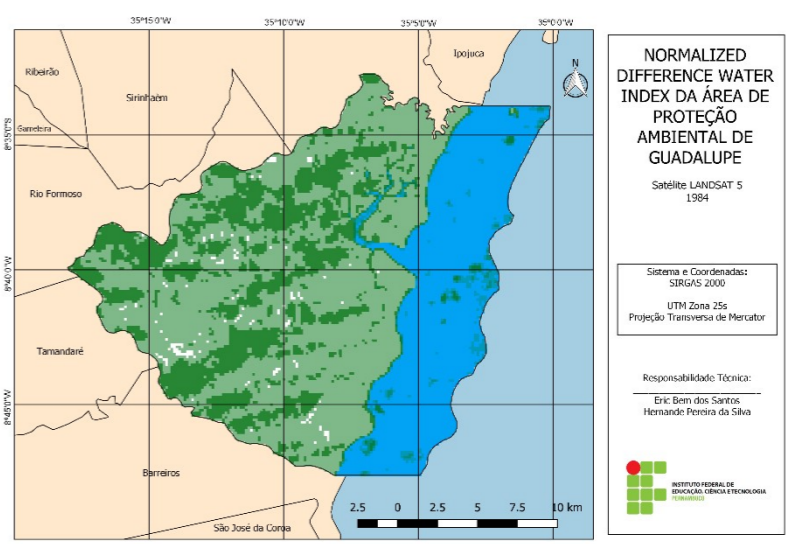 35°15'0"W 35°10'0"W 35°5'0"W 35°0'0"W
Ipojuca
N
Ribeirão
Sirinhaém
Gameleira
8°35'0"S
Rio Formoso
8°40'0"W
Tamandaré
8°45'0"W
Barreiros
São José da Coroa
2.5 0 2.5 5 7.5 10 km
NORMALIZED
DIFFERENCE WATER
INDEX DA ÁREA DE
PROTEÇÃO
AMBIENTAL DE
GUADALUPE
Satélite LANDSAT 5
1984
Sistema e Coordenadas:
SIRGAS 2000
UTM Zona 25s
Projeção Transversa de Mercator
Responsabilidade Técnica:
Eric Bem dos Santos
Hernande Pereira da Silva
INSTITUTO FEDERAL DE
EDUCAÇÃO, CIÊNCIA E TECNOLOGIA
PERNAMBUCO